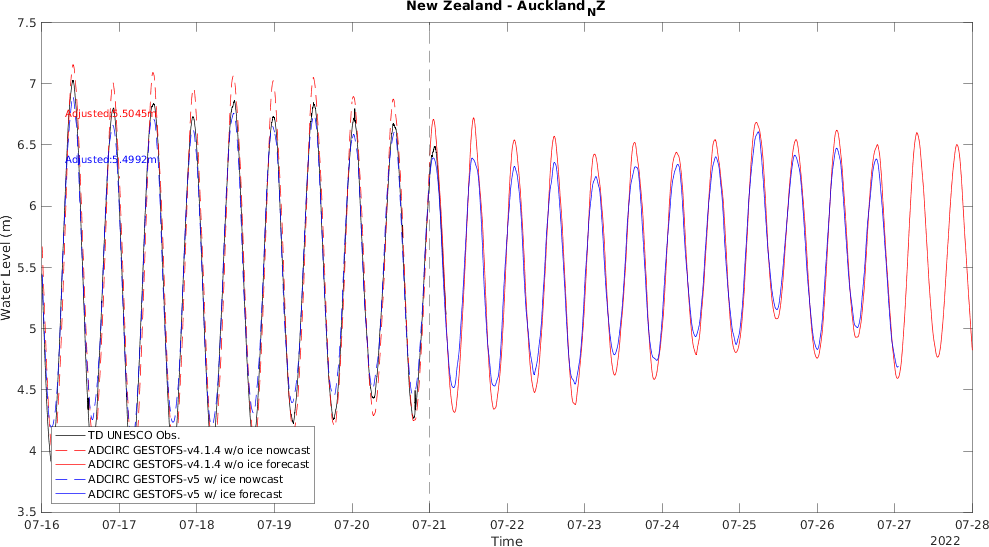 New Zealand - Auckland_NZ
7.5
7
6.5
6
5.5
5
4.5
4
3.5
Water Level (m)
Adjusted:5.5045m
Adjusted:5.4992m
TD UNESCO Obs.
ADCIRC GESTOFS-v4.1.4 w/o ice nowcast
ADCIRC GESTOFS-v4.1.4 w/o ice forecast
ADCIRC GESTOFS-v5 w/ ice nowcast
ADCIRC GESTOFS-v5 w/ ice forecast
07-16 07-17 07-18 07-19 07-20 07-21 07-22 07-23 07-24 07-25 07-26 07-27 07-28
Time
2022